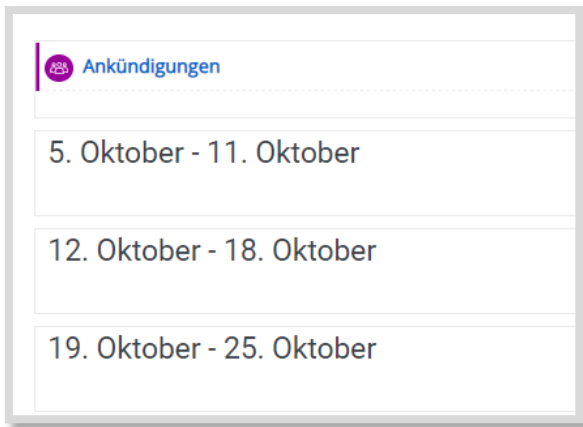 Ankündigungen
5. Oktober - 11. Oktober
12. Oktober - 18. Oktober
19. Oktober - 25. Oktober